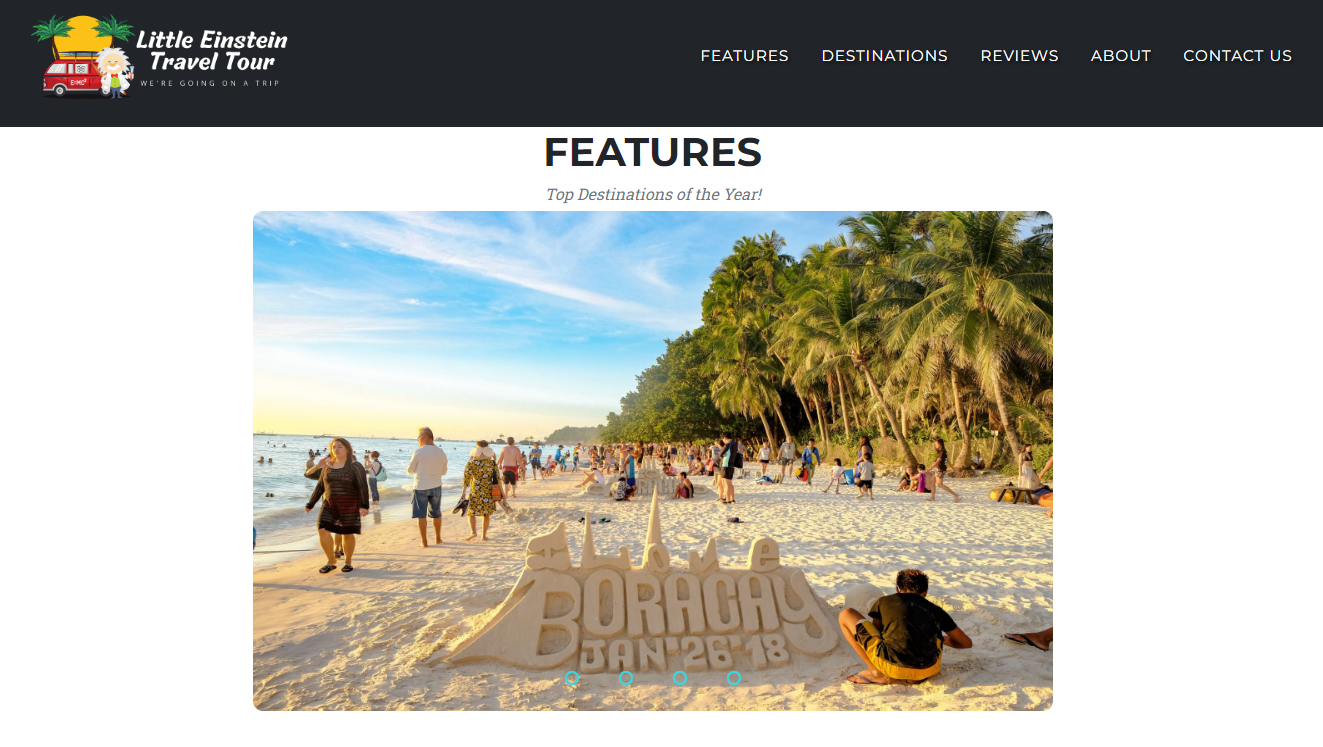 Little Einstein
Travel Tour
WE'RE GOING ON A TRIP
E=MC²
FEATURES DESTINATIONS REVIEWS ABOUT CONTACT US
FEATURES
Top Destinations of the Year!
I Love
BORACAY
JAN'26'18